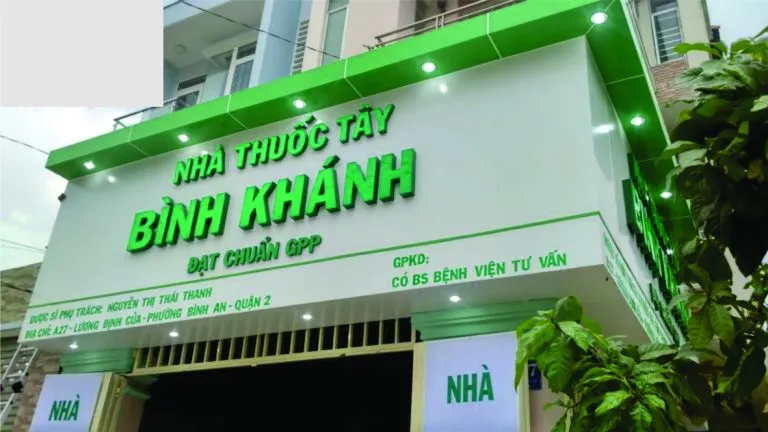 NHÀ THUỐC TÂY
BÌNH KHÁNH
ĐẠT CHUẨN GPP
DƯỢC SĨ PHỤ TRÁCH: NGUYỄN THỊ THÁI THANH
ĐỊA CHỈ: A27 - LƯƠNG ĐỊNH CỦA - PHƯỜNG BÌNH AN - QUẬN 2
GPKD:
CÓ BS BỆNH VIỆN TƯ VẤN
NHÀ
NHÀ